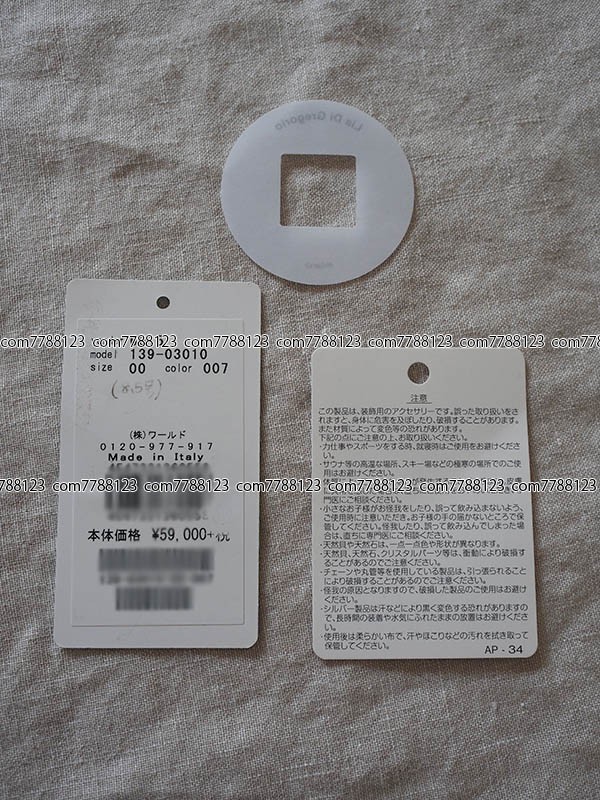 Lia Di Gregorio
milano
com7788123 com7788123 com7788123 com7788123 com7788123
model 139-03010
size 00 color 007
(株)ワールド
0120-977-917
Made in Italy
com7788123 com7788123 com7788123 com7788123 com7788123
本体価格 ¥59,000+税
注意
この製品は、装飾用のアクセサリーです。誤った取り扱いをされますと、身体に危害を及ぼしたり、破損することがあります。
また材質によって変色等の恐れがあります。
下記の点にご注意の上、お取扱いください。
・力仕事やスポーツをする時、就寝時はご使用をお避けください。
・サウナ等の高温な場所、スキー場などの極寒の場所でのご使用はお避けください。
門医にご相談ください。
・小さなお子様がお怪我をしたり、誤って飲み込まないよう、ご使用時に注意いただき、お子様の手の届かないところで保管してください。怪我したり、誤って飲み込んでしまった場合は、直ちに専門医にご相談ください。
・天然貝や天然石は、一点一点色や形状が異なります。
・天然貝、天然石、クリスタルパーツ等は、衝動により破損することがあるのでご注意ください。
・チェーンや丸管等を使用している製品は、引っ張られることにより破損することがあるのでご注意ください。
・怪我の原因となりますので、破損した製品のご使用はお避けください。
・シルバー製品は汗などにより黒く変色する恐れがありますので、長時間の装着や水気にふれたままの放置はお避けください。
・使用後は柔らかい布で、汗やほこりなどの汚れを拭き取って保管してください。
AP - 34